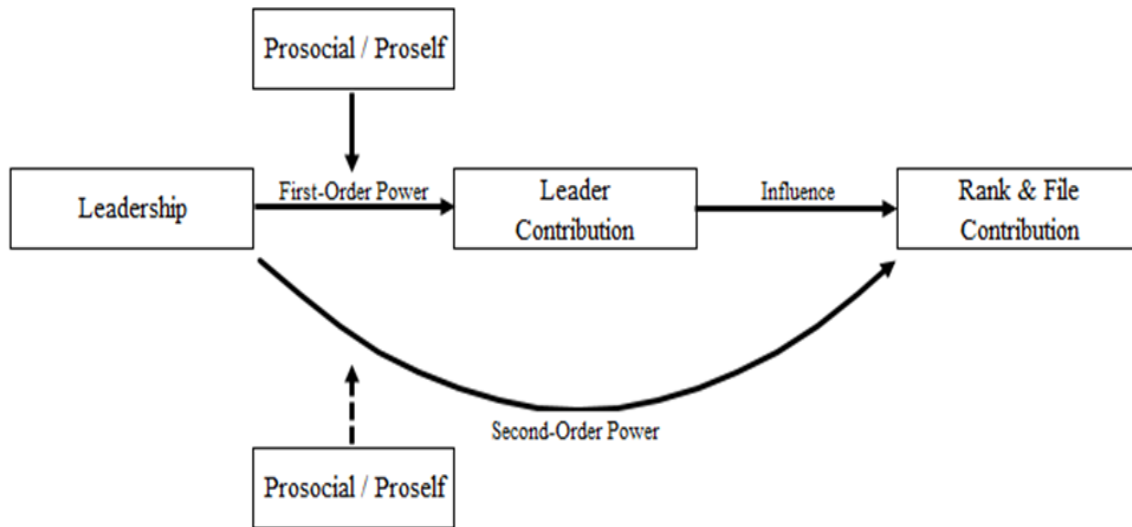 Prosocial / Proself
Leadership
First-Order Power
Leader
Contribution
Influence
Rank & File
Contribution
Second-Order Power
Prosocial / Proself